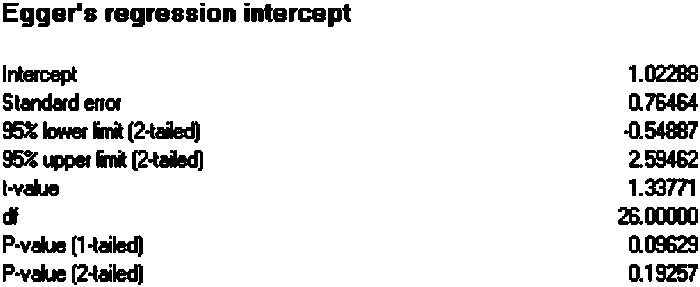 Egger's regression intercept
Intercept 1.02288
Standard error 0.76464
95% lower limit (2-tailed) -0.54887
95% upper limit (2-tailed) 2.59462
t-value 1.33771
df 26.00000
P-value (1-tailed) 0.09629
P-value (2-tailed) 0.19257